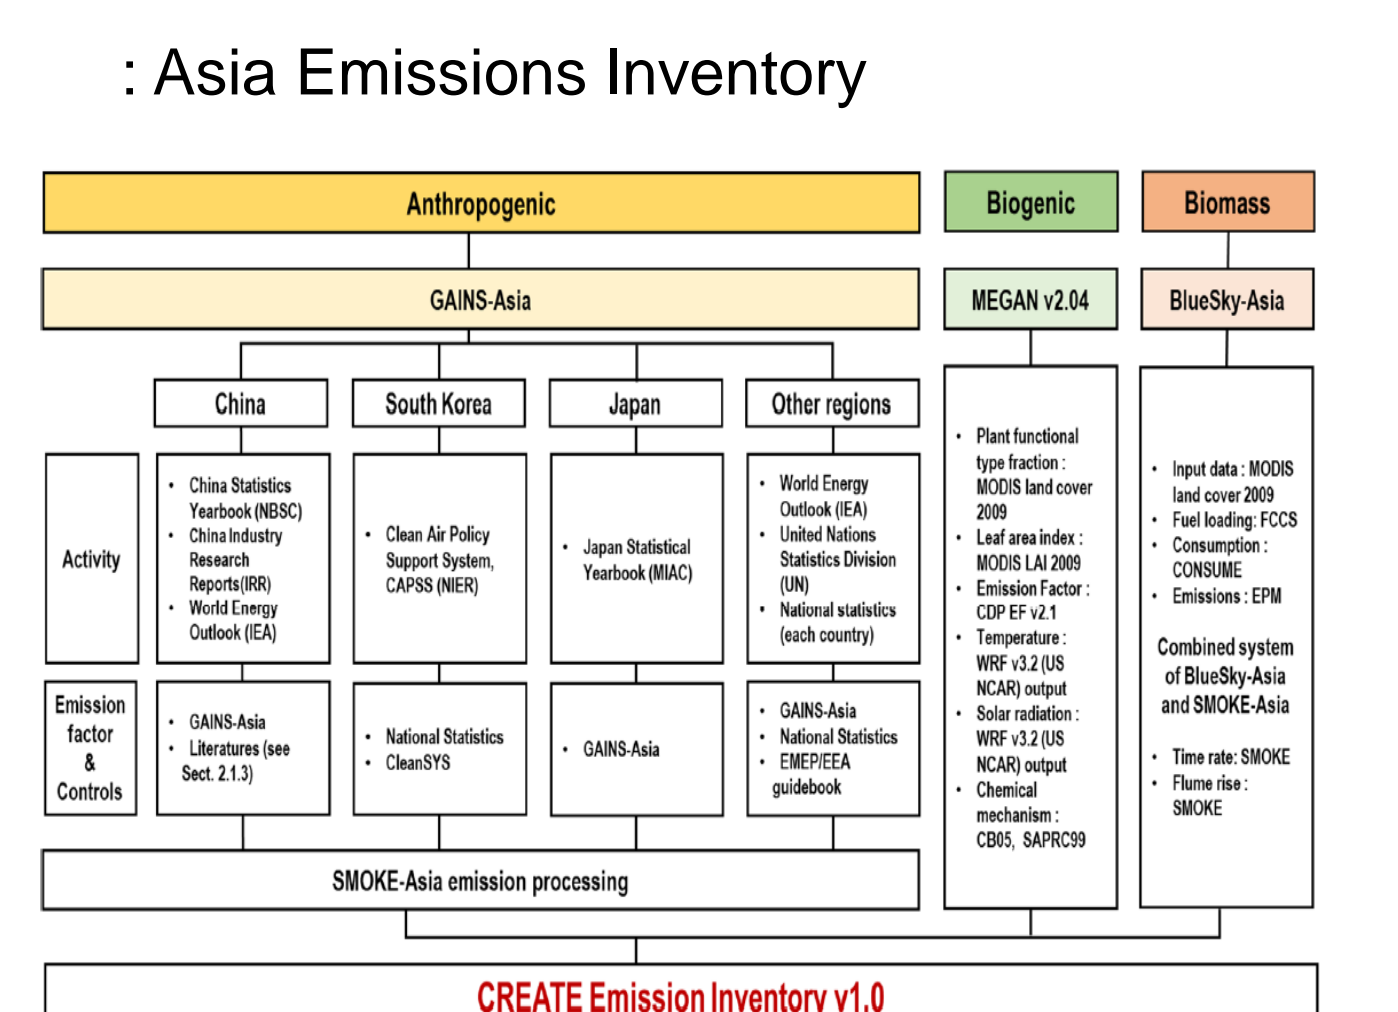 : Asia Emissions Inventory
Anthropogenic
Biogenic
Biomass
GAINS-Asia
MEGAN v2.04
BlueSky-Asia
China
South Korea
Japan
Other regions
Activity
• China Statistics
Yearbook (NBSC)
• China Industry
Research
Reports(IRR)
• World Energy
Outlook (IEA)
• Clean Air Policy
Support System,
CAPSS (NIER)
• Japan Statistical
Yearbook (MIAC)
• World Energy
Outlook (IEA)
• United Nations
Statistics Division
(UN)
• National statistics
(each country)
Emission
factor
&
Controls
• GAINS-Asia
• Literatures (see
Sect. 2.1.3)
• National Statistics
• CleanSYS
• GAINS-Asia
• GAINS-Asia
• National Statistics
• EMEP/EEA
guidebook
• Plant functional
type fraction :
MODIS land cover
2009
• Leaf area index :
MODIS LAI 2009
• Emission Factor :
CDP EF v2.1
• Temperature :
WRF v3.2 (US
NCAR) output
• Solar radiation :
WRF v3.2 (US
NCAR) output
• Chemical
mechanism :
CB05, SAPRC99
• Input data : MODIS
land cover 2009
• Fuel loading: FCCS
• Consumption :
CONSUME
• Emissions : EPM
Combined system
of BlueSky-Asia
and SMOKE-Asia
• Time rate: SMOKE
• Flume rise :
SMOKE
SMOKE-Asia emission processing
CREATE Emission Inventory v1.0